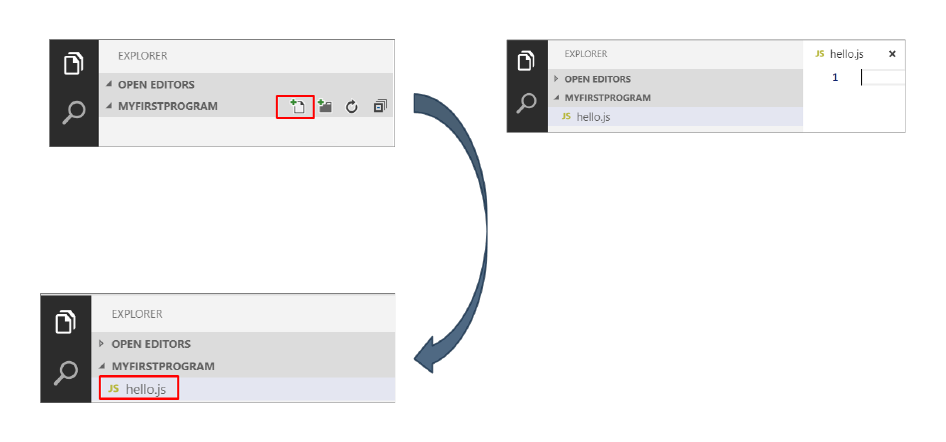 EXPLORER
OPEN EDITORS
MYFIRSTPROGRAM
EXPLORER
OPEN EDITORS
MYFIRSTPROGRAM
JS hello.js
JS hello.js
1
EXPLORER
OPEN EDITORS
MYFIRSTPROGRAM
JS hello.js